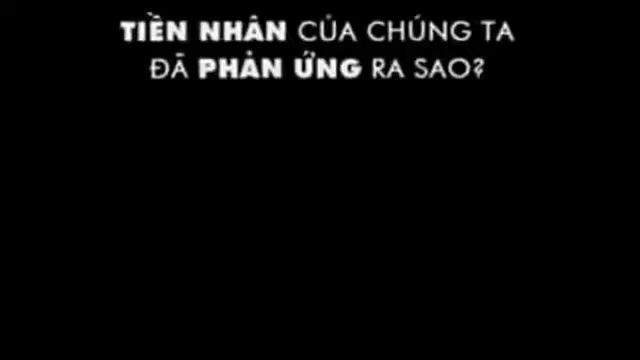 TIỀN NHÂN CỦA CHÚNG TA
ĐÃ PHẢN ỨNG RA SAO?